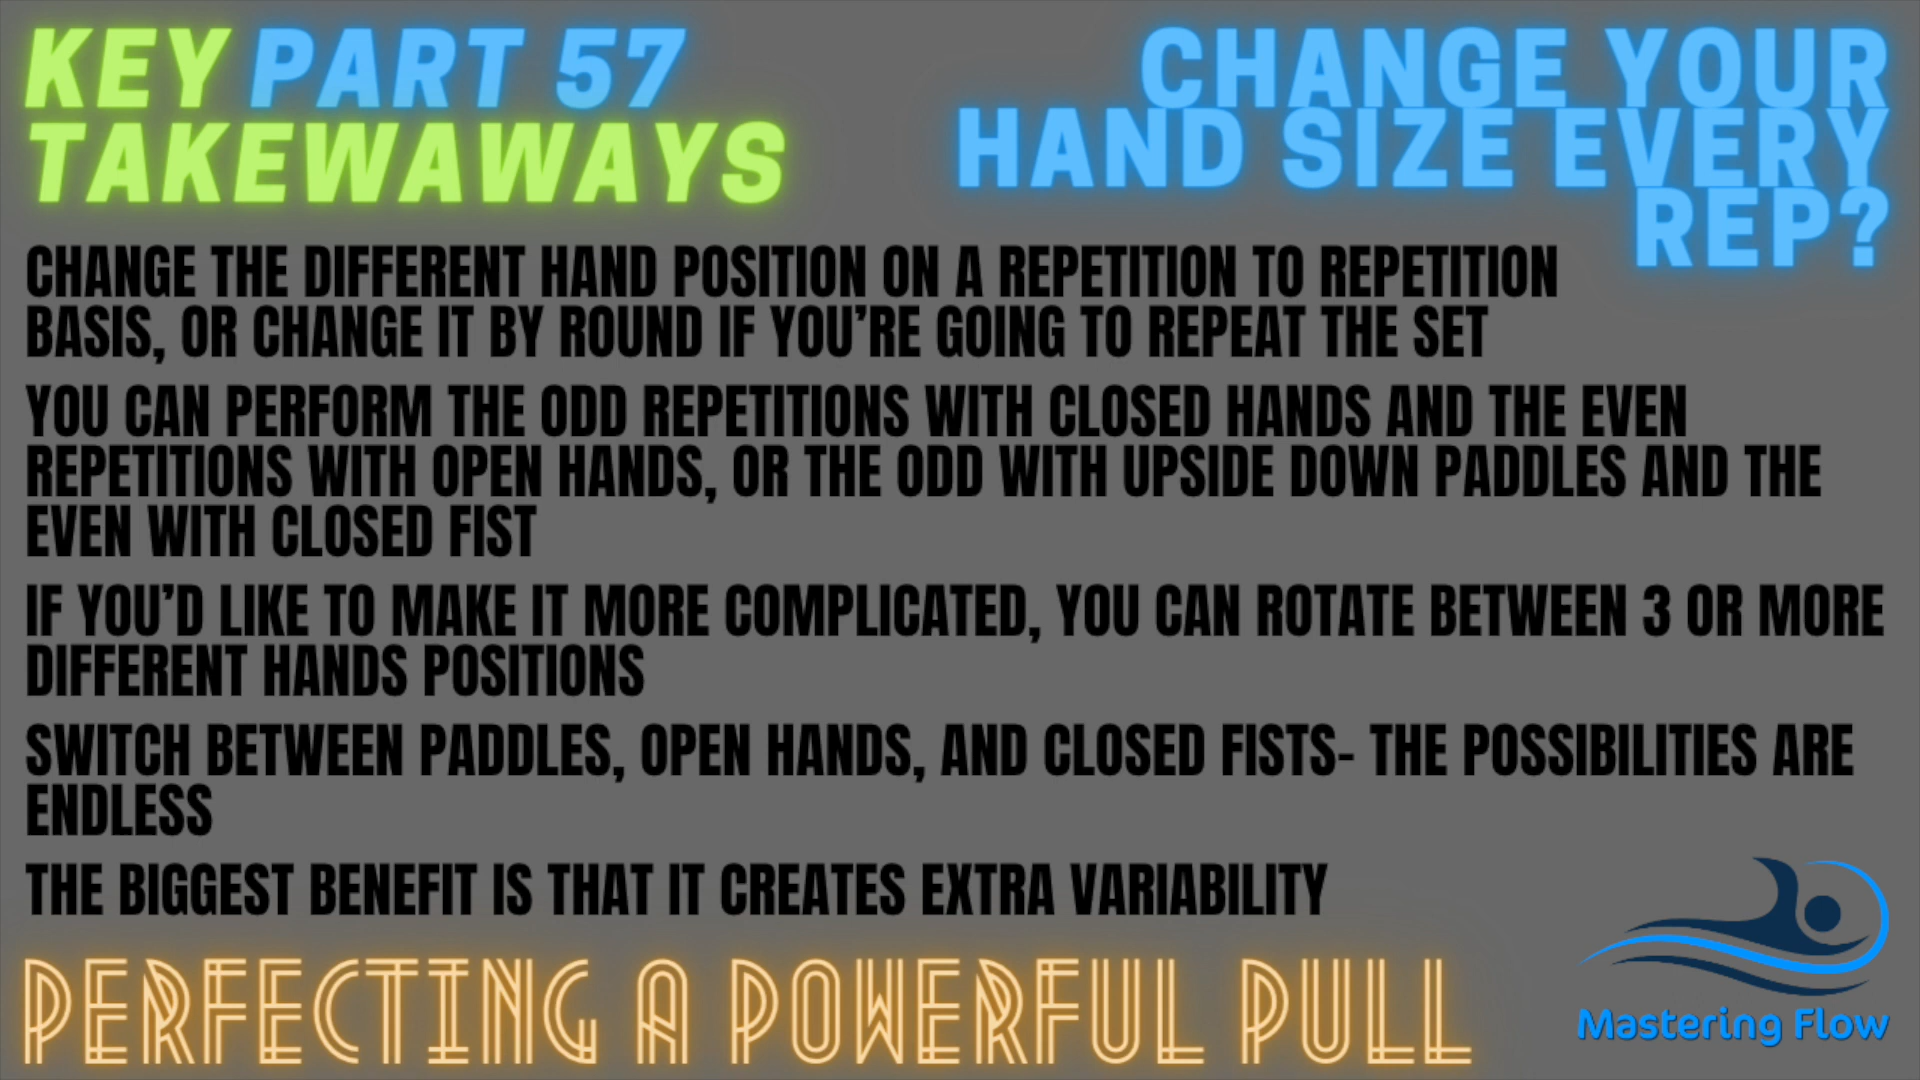 KEY PART 57
TAKEWAWAYS
CHANGE YOUR
HAND SIZE EVERY
REP?
CHANGE THE DIFFERENT HAND POSITION ON A REPETITION TO REPETITION
BASIS, OR CHANGE IT BY ROUND IF YOU’RE GOING TO REPEAT THE SET
YOU CAN PERFORM THE ODD REPETITIONS WITH CLOSED HANDS AND THE EVEN
REPETITIONS WITH OPEN HANDS, OR THE ODD WITH UPSIDE DOWN PADDLES AND THE
EVEN WITH CLOSED FIST
IF YOU’D LIKE TO MAKE IT MORE COMPLICATED, YOU CAN ROTATE BETWEEN 3 OR MORE
DIFFERENT HANDS POSITIONS
SWITCH BETWEEN PADDLES, OPEN HANDS, AND CLOSED FISTS- THE POSSIBILITIES ARE
ENDLESS
THE BIGGEST BENEFIT IS THAT IT CREATES EXTRA VARIABILITY
PERFECTING A POWERFUL PULL
Mastering Flow